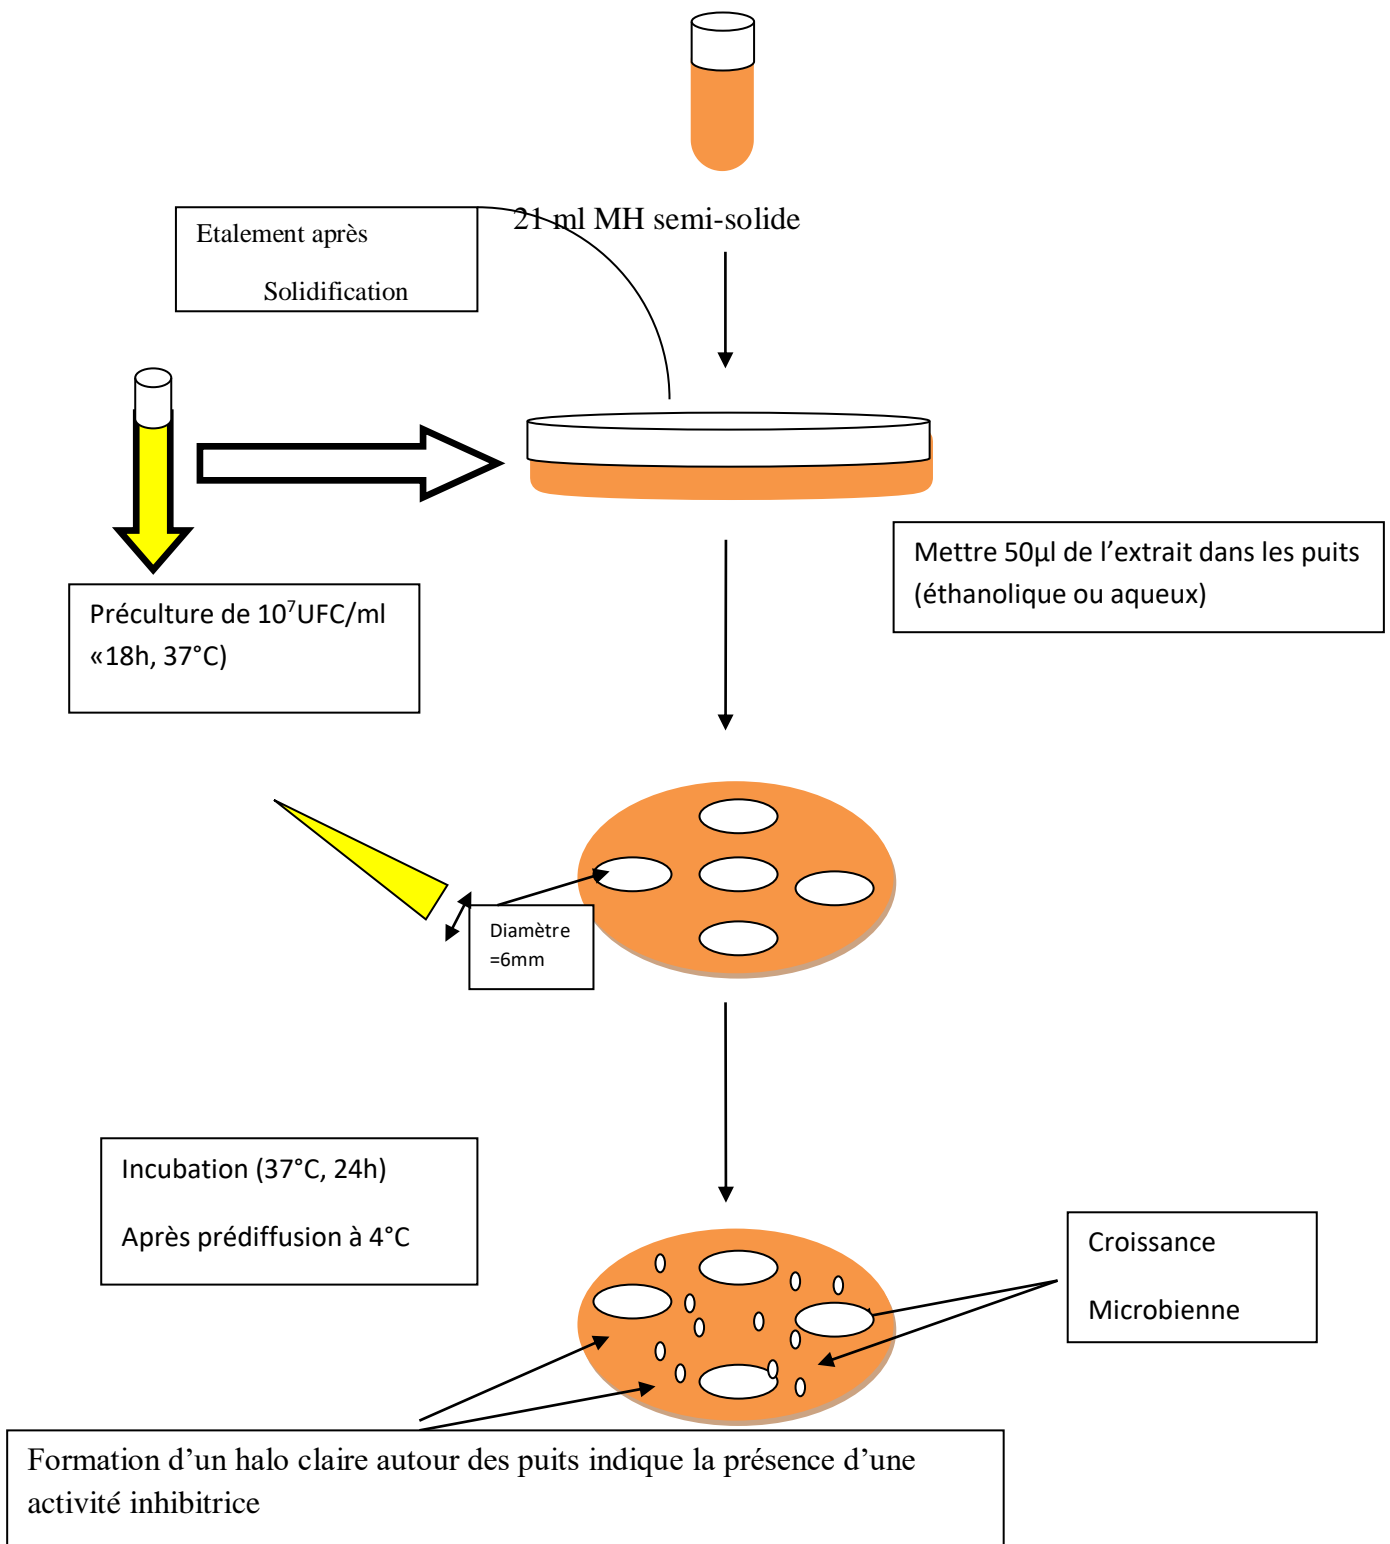 21 ml MH semi-solide
Etalement après
Solidification
Préculture de 10⁷UFC/ml
«18h, 37°C)
Mettre 50µl de l’extrait dans les puits
(éthanolique ou aqueux)
Diamètre
=6mm
Incubation (37°C, 24h)
Après prédiffusion à 4°C
Croissance
Microbienne
Formation d’un halo claire autour des puits indique la présence d’une
activité inhibitrice